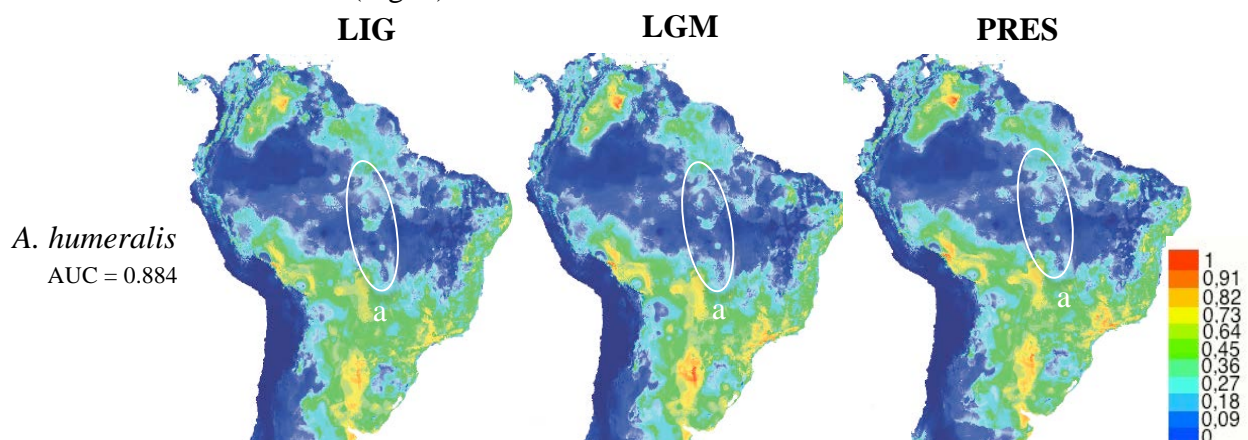 LIG LGM PRES
A. humeralis
AUC = 0.884
a a a
1
0,91
0,82
0,73
0,64
0,45
0,36
0,27
0,18
0,09
0